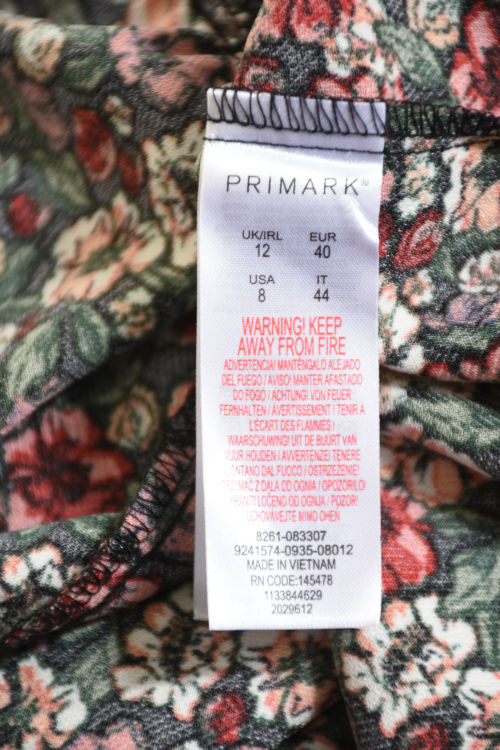 PRIMARK®
UK/IRL EUR
12 40
USA IT
8 44
WARNING! KEEP
AWAY FROM FIRE
ADVERTENCIA! MANTÉNGALO ALEJADO
DEL FUEGO / AVISO! MANTER AFASTADO
DO FOGO / ACHTUNG! VON FEUER
FERNHALTEN / AVERTISSEMENT ! TENIR À
L'ÉCART DES FLAMMES /
WAARSCHUWING! UIT DE BUURT VAN
VUUR HOUDEN / AVVERTENZE! TENERE
LONTANO DAL FUOCO / OSTRZEŻENIE!
TRZYMAĆ Z DALA OD OGNIA / OPOZORILO!
HRANITI LOČENO OD OGNJA / POZOR!
UCHOVÁVEJTE MIMO OHEŇ
8261-083307
9241574-0935-08012
MADE IN VIETNAM
RN CODE:145478
1133844629
2029612